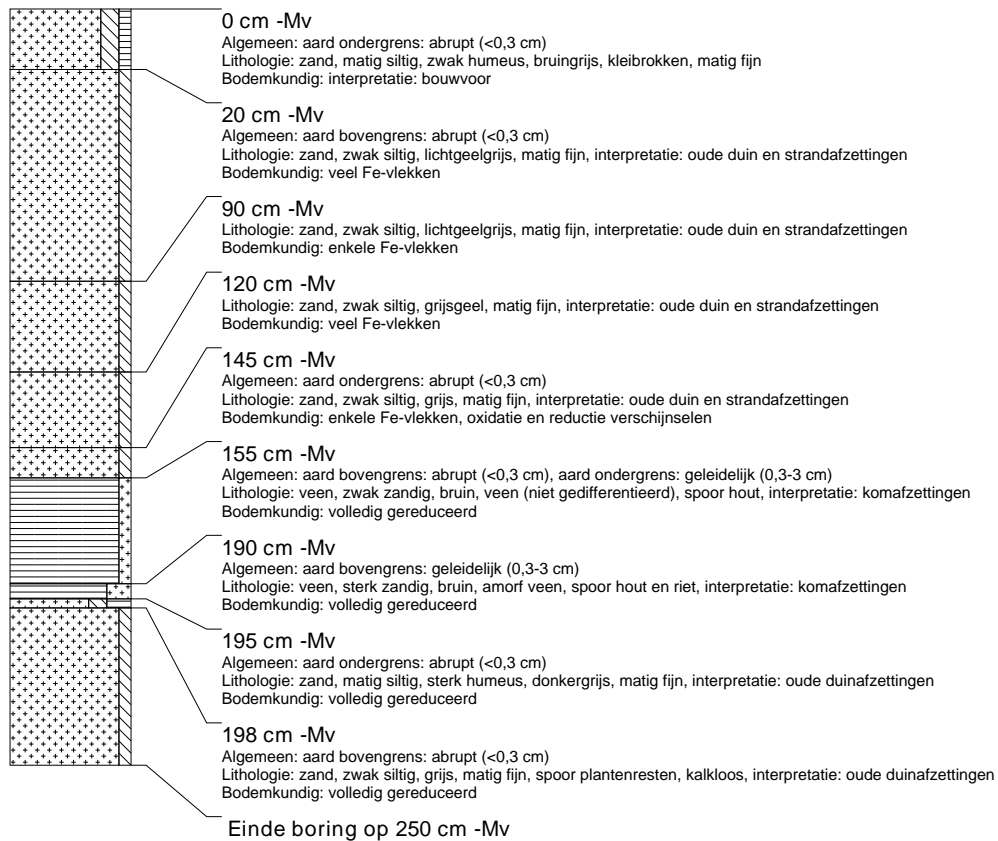 0 cm -Mv
Algemeen: aard ondergrens: abrupt (<0,3 cm)
Lithologie: zand, matig siltig, zwak humeus, bruingrijs, kleibrokken, matig fijn
Bodemkundig: interpretatie: bouwvoor
20 cm -Mv
Algemeen: aard bovengrens: abrupt (<0,3 cm)
Lithologie: zand, zwak siltig, lichtgeelgrijs, matig fijn, interpretatie: oude duin en strandafzettingen
Bodemkundig: veel Fe-vlekken
90 cm -Mv
Lithologie: zand, zwak siltig, lichtgeelgrijs, matig fijn, interpretatie: oude duin en strandafzettingen
Bodemkundig: enkele Fe-vlekken
120 cm -Mv
Lithologie: zand, zwak siltig, grijsgeel, matig fijn, interpretatie: oude duin en strandafzettingen
Bodemkundig: veel Fe-vlekken
145 cm -Mv
Algemeen: aard ondergrens: abrupt (<0,3 cm)
Lithologie: zand, zwak siltig, grijs, matig fijn, interpretatie: oude duin en strandafzettingen
Bodemkundig: enkele Fe-vlekken, oxidatie en reductie verschijnselen
155 cm -Mv
Algemeen: aard bovengrens: abrupt (<0,3 cm), aard ondergrens: geleidelijk (0,3-3 cm)
Lithologie: veen, zwak zandig, bruin, veen (niet gedifferentieerd), spoor hout, interpretatie: komafzettingen
Bodemkundig: volledig gereduceerd
190 cm -Mv
Algemeen: aard bovengrens: geleidelijk (0,3-3 cm)
Lithologie: veen, sterk zandig, bruin, amorf veen, spoor hout en riet, interpretatie: komafzettingen
Bodemkundig: volledig gereduceerd
195 cm -Mv
Algemeen: aard ondergrens: abrupt (<0,3 cm)
Lithologie: zand, matig siltig, sterk humeus, donkergrijs, matig fijn, interpretatie: oude duinafzettingen
Bodemkundig: volledig gereduceerd
198 cm -Mv
Algemeen: aard bovengrens: abrupt (<0,3 cm)
Lithologie: zand, zwak siltig, grijs, matig fijn, spoor plantenresten, kalkloos, interpretatie: oude duinafzettingen
Bodemkundig: volledig gereduceerd
Einde boring op 250 cm -Mv